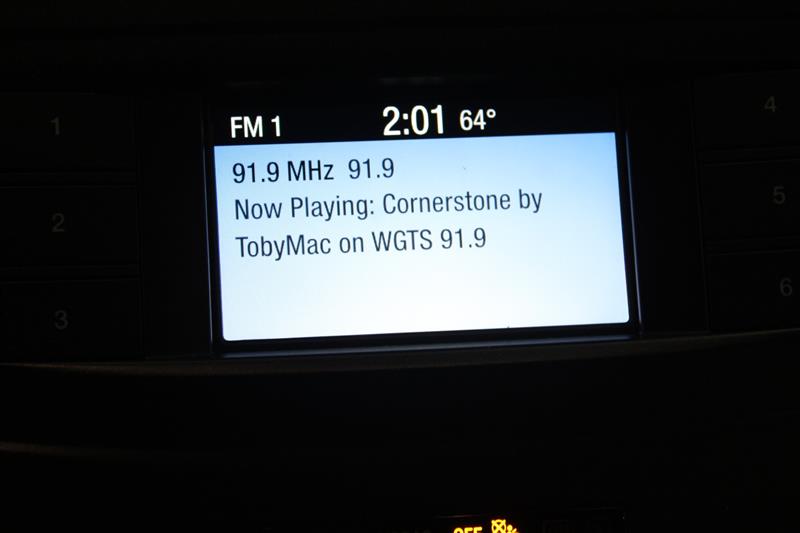 FM 1 2:01 64°
91.9 MHz 91.9
Now Playing: Cornerstone by
TobyMac on WGTS 91.9
1
2
3
4
5
6
OFF